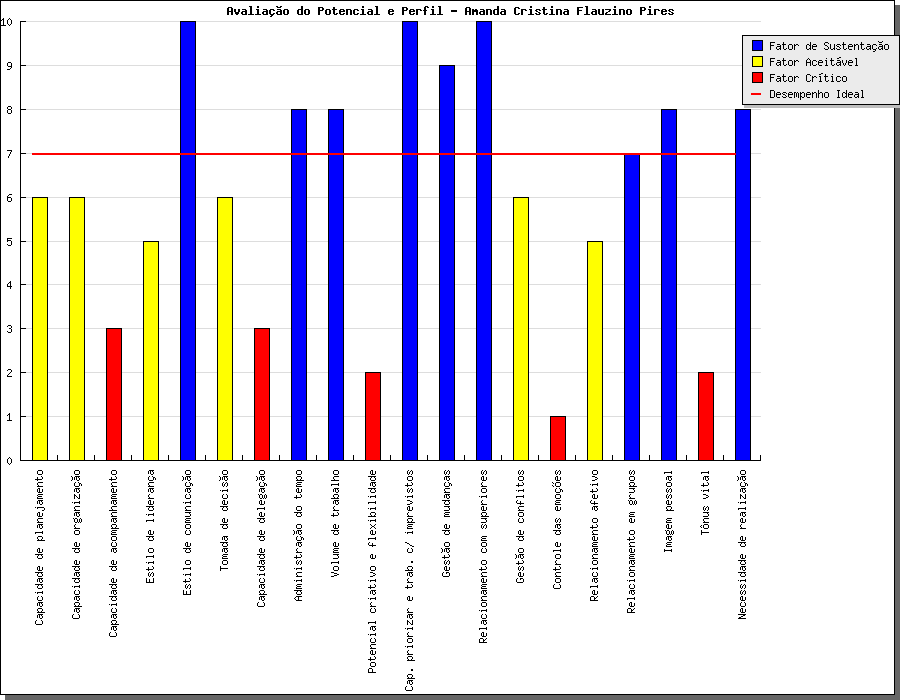 Avaliação do Potencial e Perfil - Amanda Cristina Flauzino Pires
10
9
8
7
6
5
4
3
2
1
0
Fator de Sustentação
Fator Aceitável
Fator Crítico
Desempenho Ideal
Capacidade de planejamento
Capacidade de organização
Capacidade de acompanhamento
Estilo de liderança
Estilo de comunicação
Tomada de decisão
Capacidade de delegação
Administração do tempo
Volume de trabalho
Potencial criativo e flexibilidade
Cap. priorizar e trab. c/ imprevistos
Gestão de mudanças
Relacionamento com superiores
Gestão de conflitos
Controle das emoções
Relacionamento afetivo
Relacionamento em grupos
Imagem pessoal
Tônus vital
Necessidade de realização